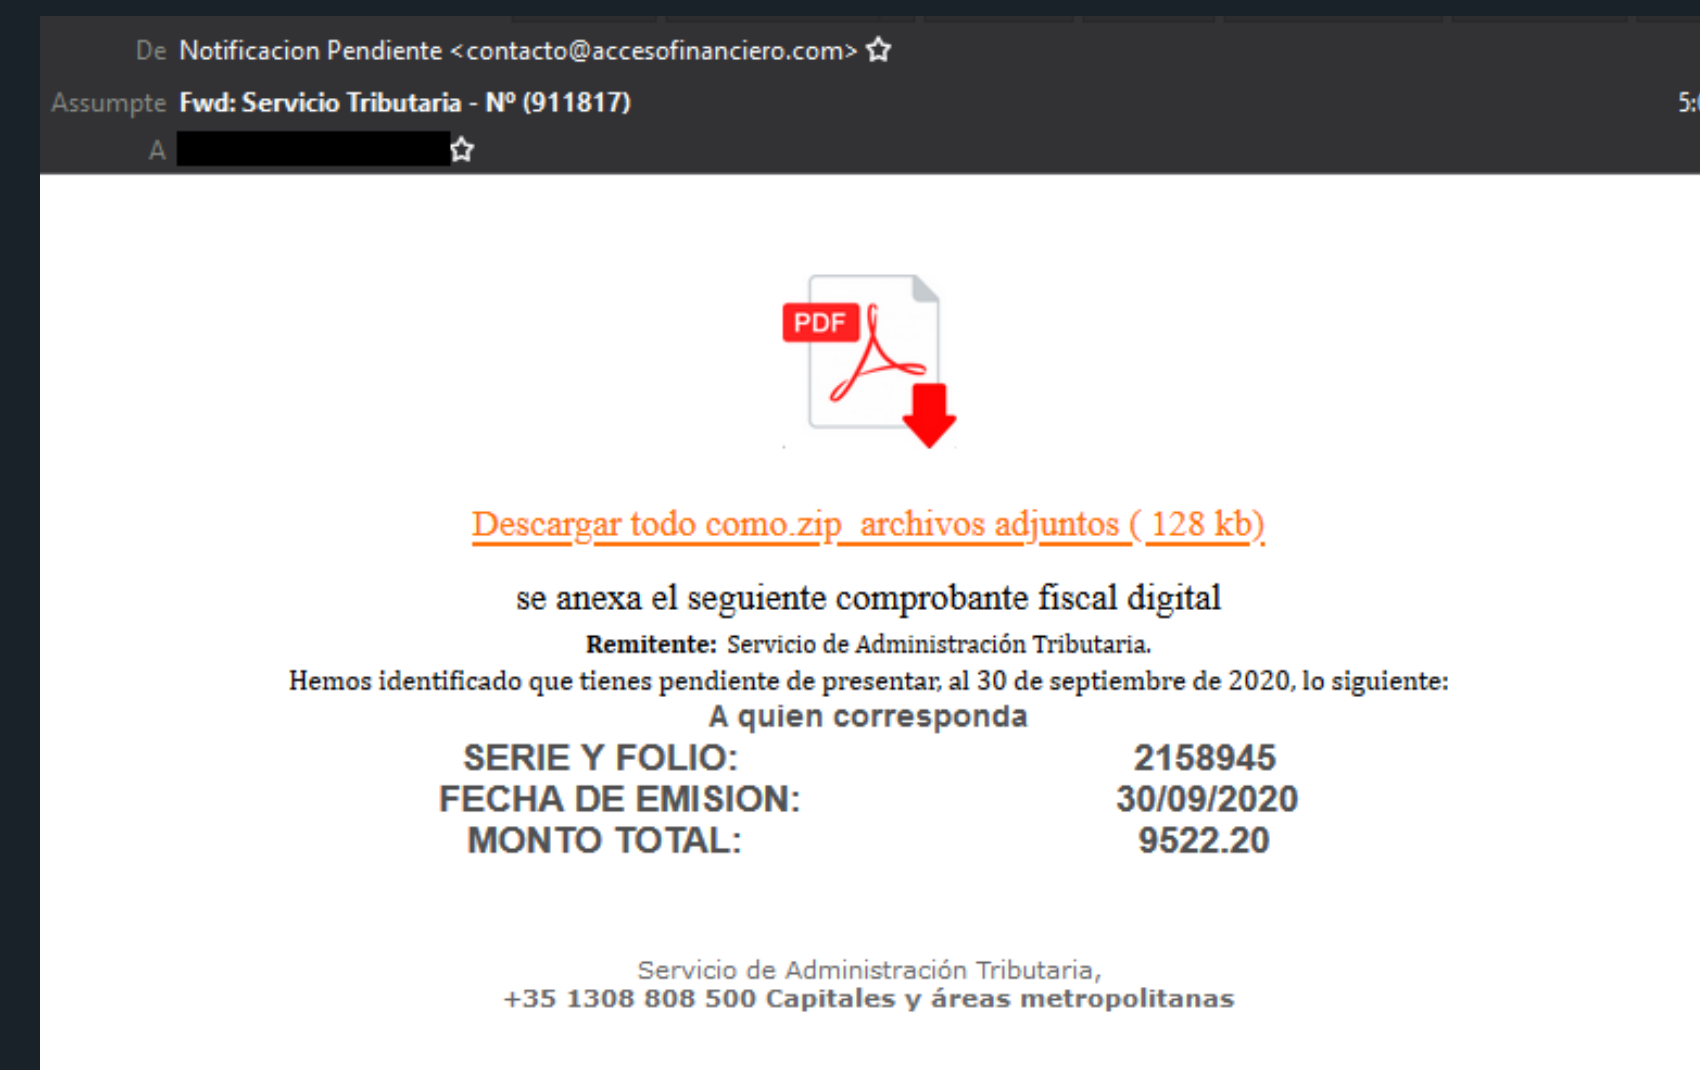 De Notificacion Pendiente <contacto@accesofinanciero.com>
Assumpte Fwd: Servicio Tributaria - Nº (911817)
A
PDF
Descargar todo como.zip  archivos adjuntos ( 128 kb)
se anexa el seguiente comprobante fiscal digital
Remitente: Servicio de Administración Tributaria.
Hemos identificado que tienes pendiente de presentar, al 30 de septiembre de 2020, lo siguiente:
A quien corresponda
SERIE Y FOLIO: 2158945
FECHA DE EMISION: 30/09/2020
MONTO TOTAL: 9522.20
Servicio de Administración Tributaria,
+35 1308 808 500 Capitales y áreas metropolitanas